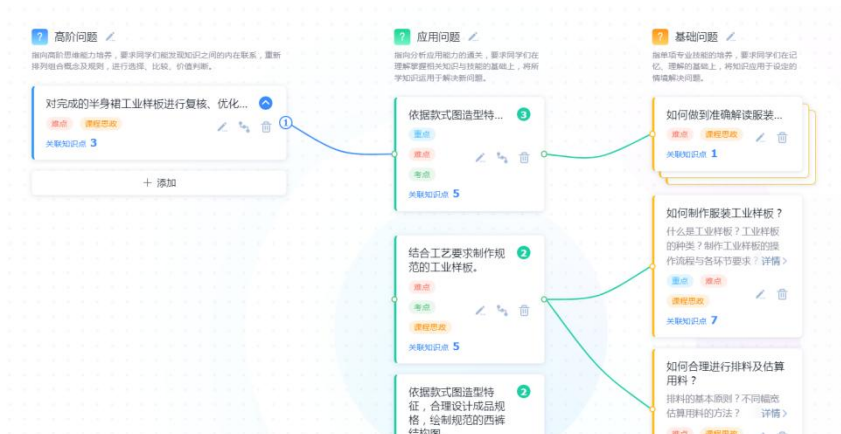 ? 高阶问题
指向高阶思维能力培养，要求同学们能发现知识之间的内在联系，重新
排列组合概念及规则，进行选择、比较、价值判断。
对完成的半身裙工业样板进行复核、优化...
难点 课程思政
关联知识点 3
1
+ 添加
? 应用问题
指向分析应用能力的通关，要求同学们在
理解掌握相关知识与技能的基础上，将所
学知识运用于解决新问题。
依据款式图造型特... 3
重点
难点
考点
关联知识点 5
结合工艺要求制作规 2
范的工业样板。
难点
考点
课程思政
关联知识点 5
依据款式图造型特 2
征，合理设计成品规
格，绘制规范的西裤
结构图
? 基础问题
指单项专业技能的培养，要求同学们在记
忆、理解的基础上，将知识应用于设定的
情境解决问题。
如何做到准确解读服装...
难点 课程思政
关联知识点 1
如何制作服装工业样板？
什么是工业样板？工业样板
的种类？制作工业样板的操
作流程与各环节要求？详情>
重点 难点
课程思政
关联知识点 7
如何合理进行排料及估算
用料？
排料的基本原则？不同幅宽
估算用料的方法？ 详情>
难点 课程思政